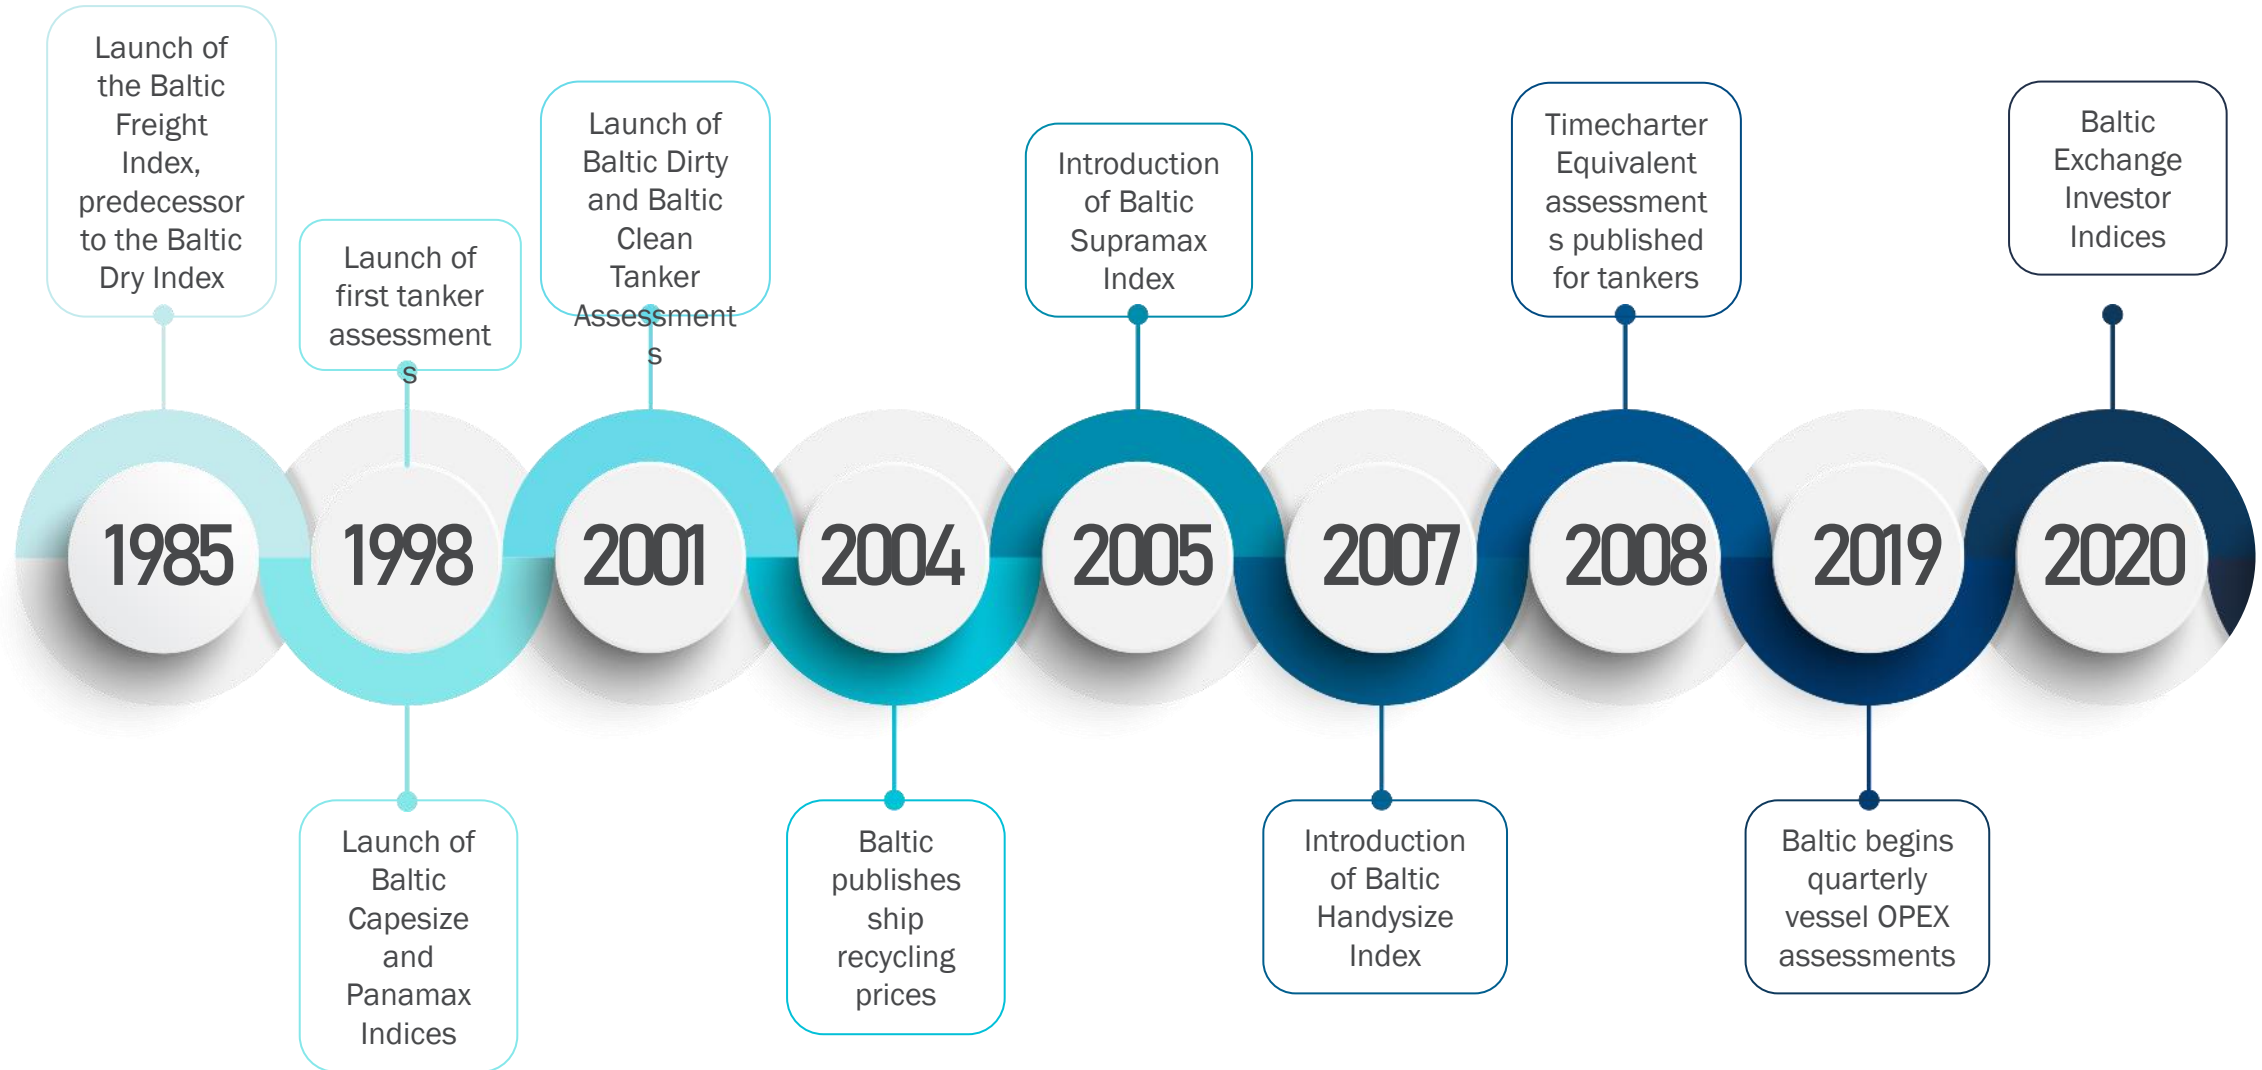 Launch of
the Baltic
Freight
Index,
predecessor
to the Baltic
Dry Index
Launch of
first tanker
assessment
s
Launch of
Baltic Dirty
and Baltic
Clean
Tanker
Assessment
s
Introduction
of Baltic
Supramax
Index
Timecharter
Equivalent
assessment
s published
for tankers
Baltic
Exchange
Investor
Indices
1985
1998
2001
2004
2005
2007
2008
2019
2020
Launch of
Baltic
Capesize
and
Panamax
Indices
Baltic
publishes
ship
recycling
prices
Introduction
of Baltic
Handysize
Index
Baltic begins
quarterly
vessel OPEX
assessments